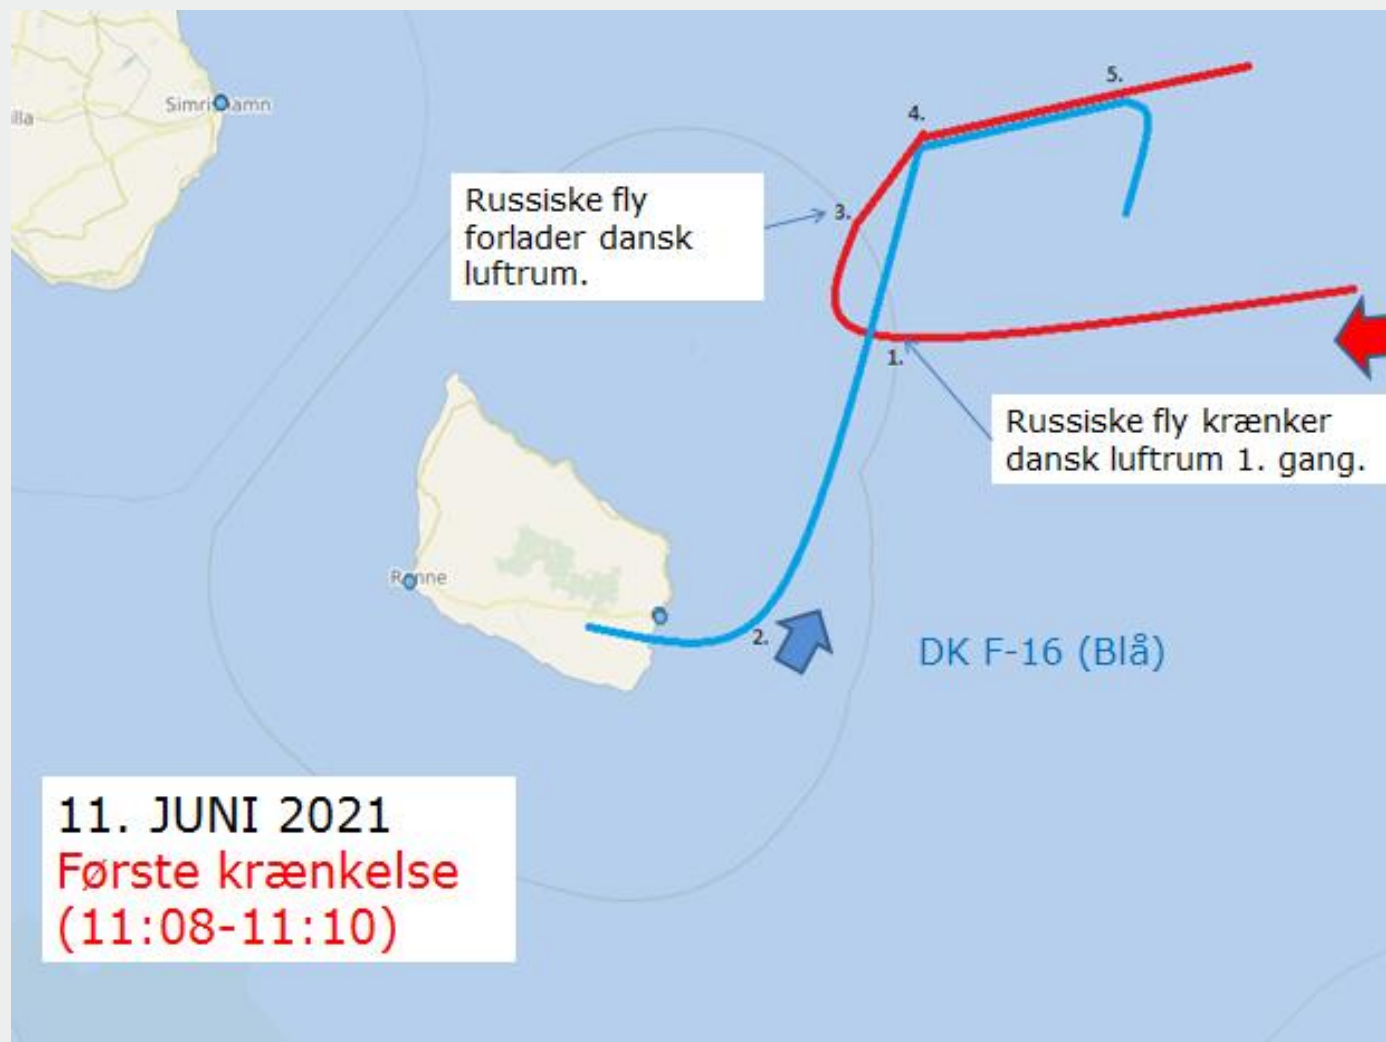 Simrishamn
lla
5.
4.
Russiske fly
forlader dansk
luftrum.
3.
1.
Russiske fly krænker
dansk luftrum 1. gang.
Rønne
2.
DK F-16 (Blå)
11. JUNI 2021
Første krænkelse
(11:08-11:10)